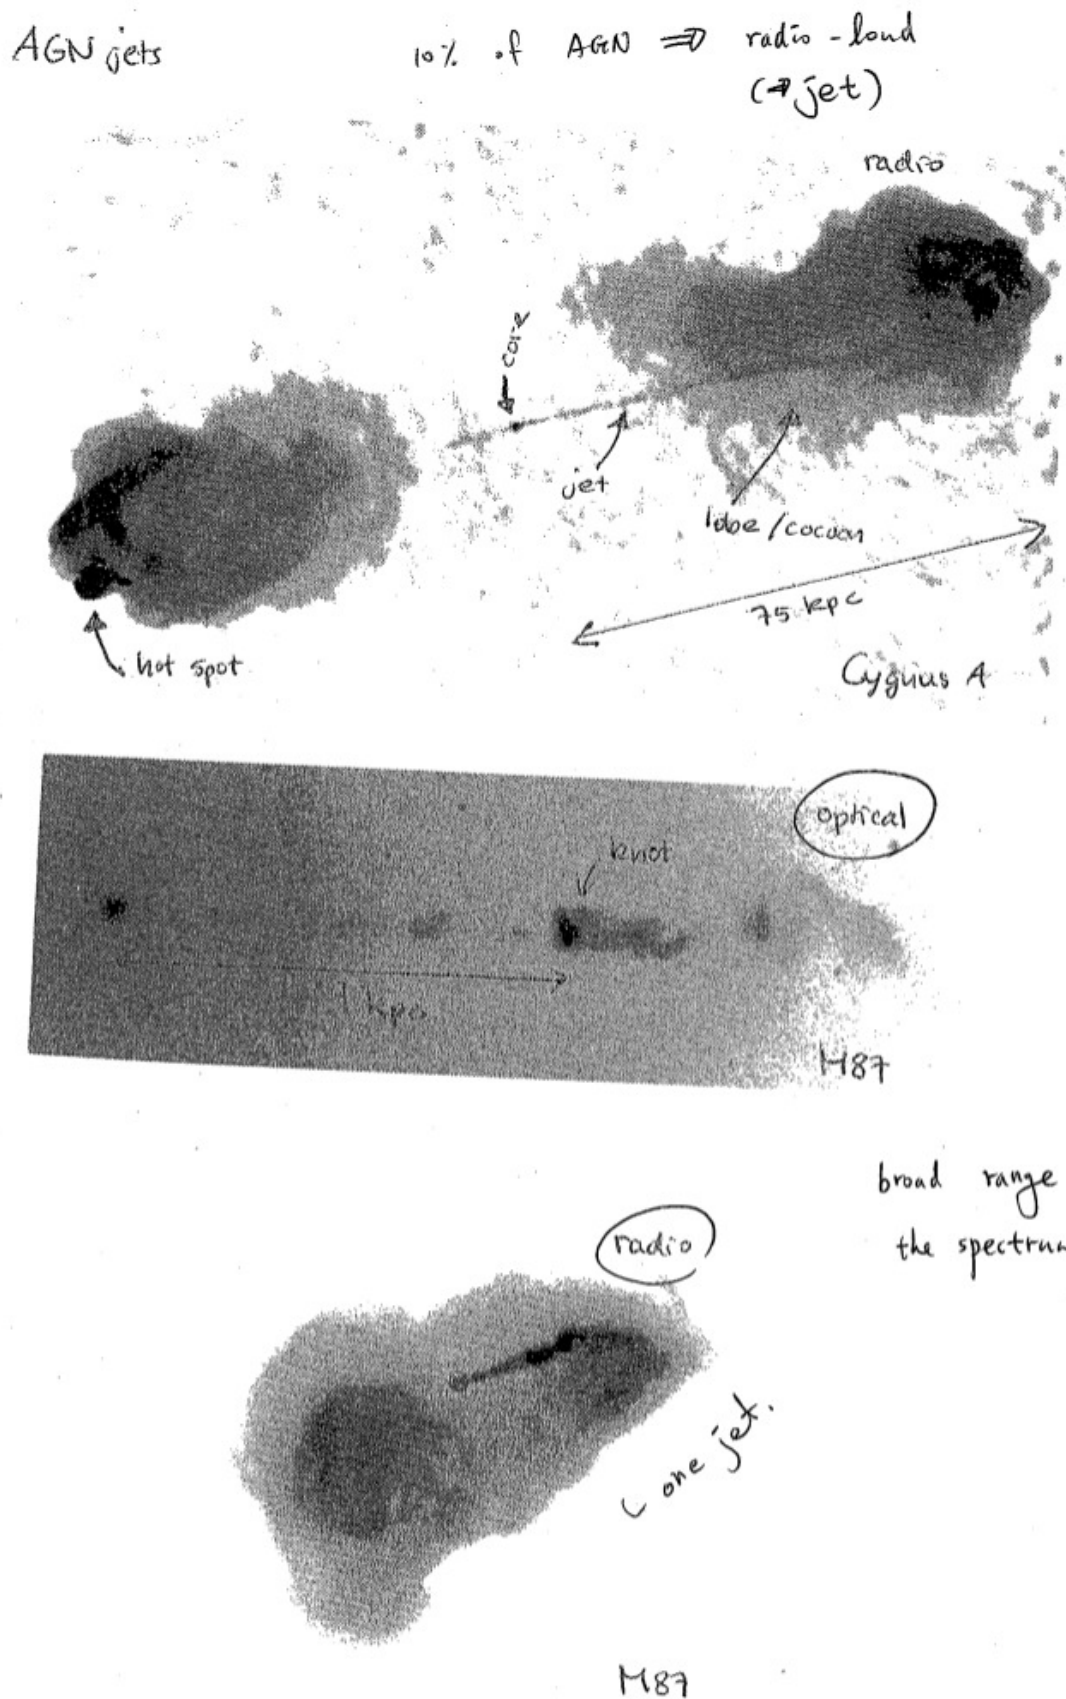 AGN jets
10% of AGN ⇒ radio-loud
(⇒ jet)
radio
core
jet
lobe/cocoon
75 kpc
hot spot
Cygnus A
optical
knot
1 kpc
M87
broad range
the spectrum
radio
one jet.
M87